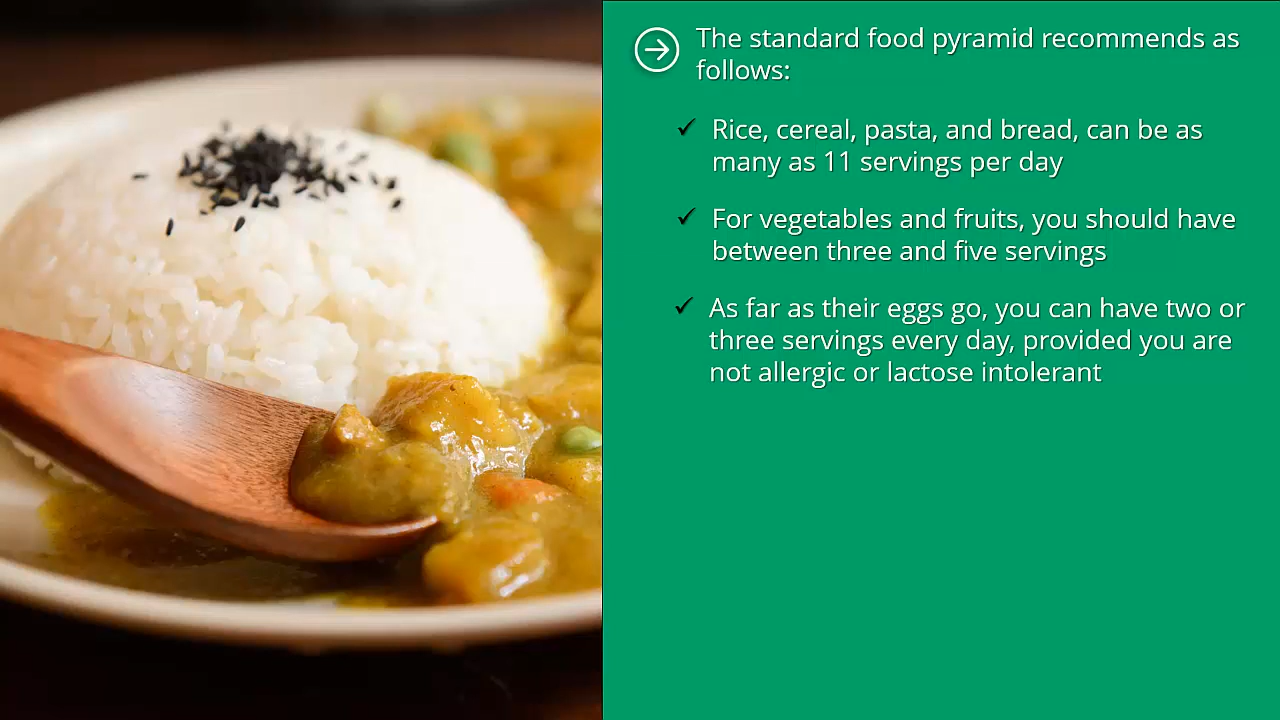 The standard food pyramid recommends as
follows:
✓ Rice, cereal, pasta, and bread, can be as
many as 11 servings per day
✓ For vegetables and fruits, you should have
between three and five servings
✓ As far as their eggs go, you can have two or
three servings every day, provided you are
not allergic or lactose intolerant